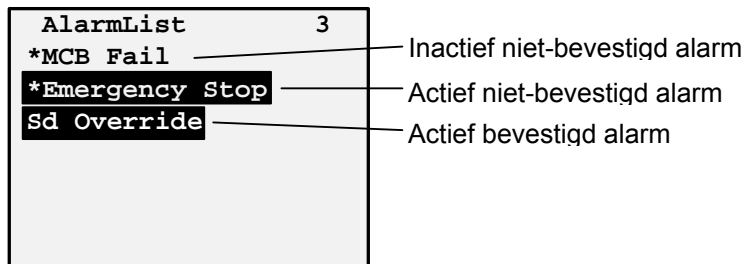 AlarmList 3
*MCB Fail
Inactief niet-bevestigd alarm
*Emergency Stop
Actief niet-bevestigd alarm
Sd Override
Actief bevestigd alarm